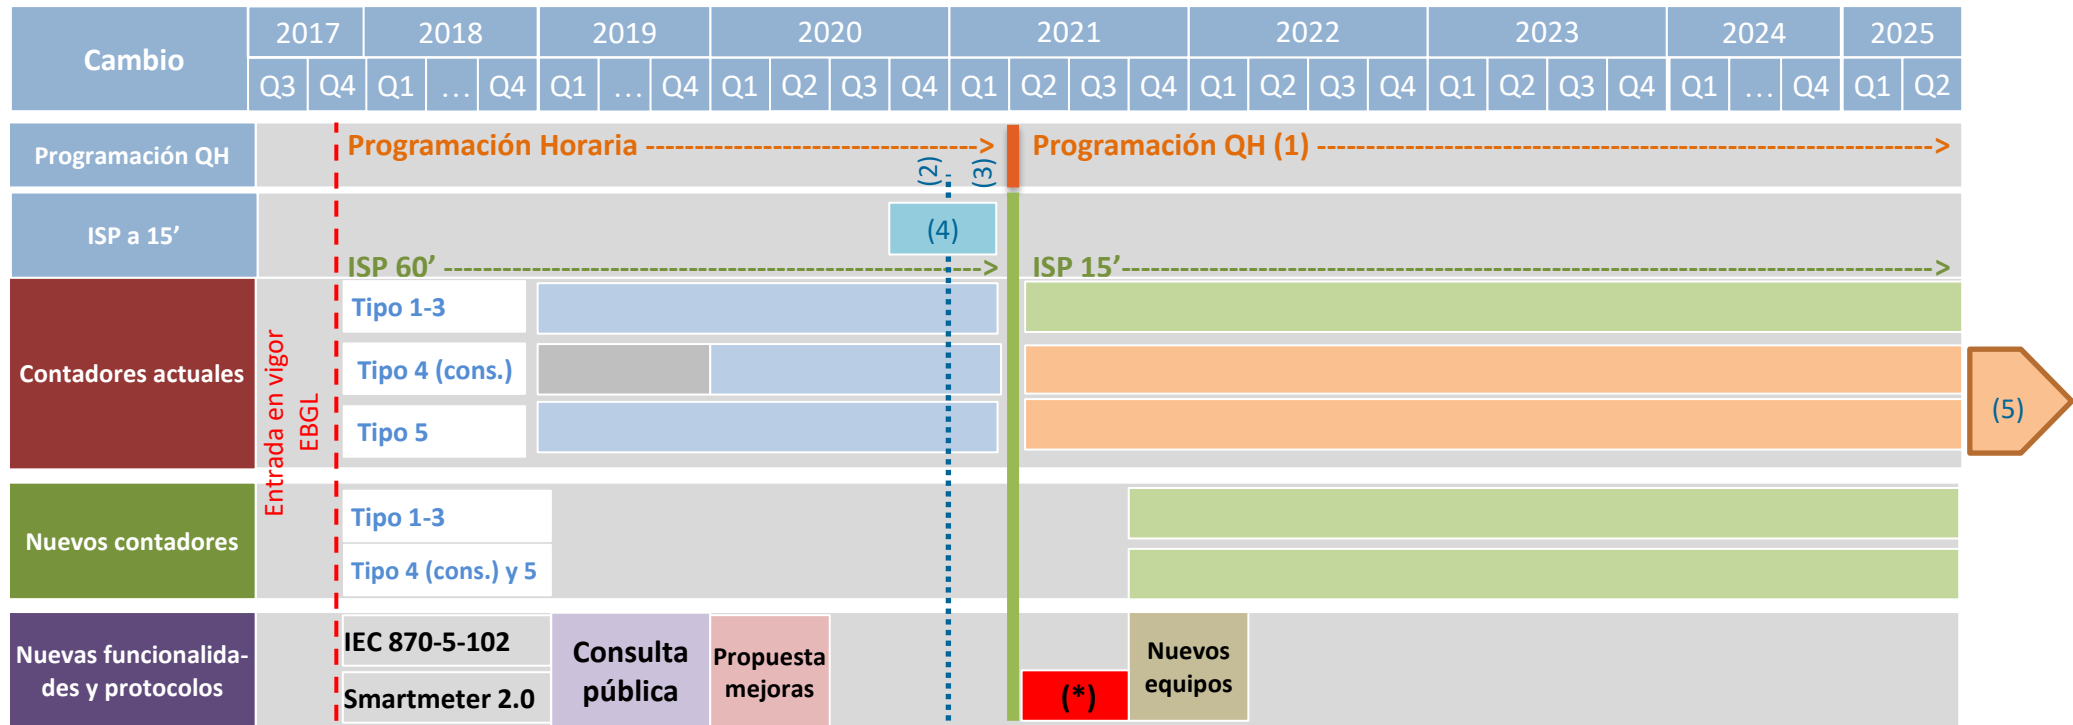 Cambio
2017 2018 2019 2020 2021 2022 2023 2024 2025
Q3 Q4 Q1 … Q4 Q1 … Q4 Q1 Q2 Q3 Q4 Q1 Q2 Q3 Q4 Q1 Q2 Q3 Q4 Q1 Q2 Q3 Q4 Q1 … Q4 Q1 Q2
Programación QH
Programación Horaria ----------------------------->
Programación QH (1) ----------------------------------------------------->
(2)
(3)
ISP a 15’
(4)
ISP 60’ ---------------------------------------------->
ISP 15’---------------------------------------------------------------------->
Entrada en vigor
EBGL
Contadores actuales
Tipo 1-3
Tipo 4 (cons.)
Tipo 5
(5)
Nuevos contadores
Tipo 1-3
Tipo 4 (cons.) y 5
Nuevas funcionalida-
des y protocolos
IEC 870-5-102
Smartmeter 2.0
Consulta
pública
Propuesta
mejoras
(*)
Nuevos
equipos